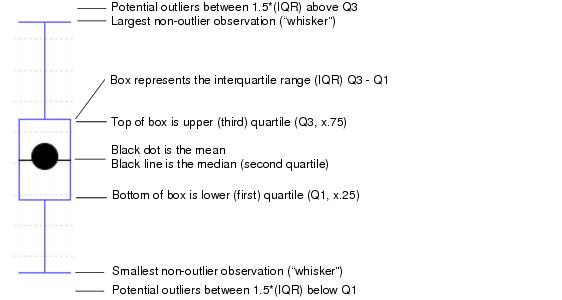 Potential outliers between 1.5*(IQR) above Q3
Largest non-outlier observation ("whisker")
Box represents the interquartile range (IQR) Q3 - Q1
Top of box is upper (third) quartile (Q3, x.75)
Black dot is the mean
Black line is the median (second quartile)
Bottom of box is lower (first) quartile (Q1, x.25)
Smallest non-outlier observation ("whisker")
Potential outliers between 1.5*(IQR) below Q1